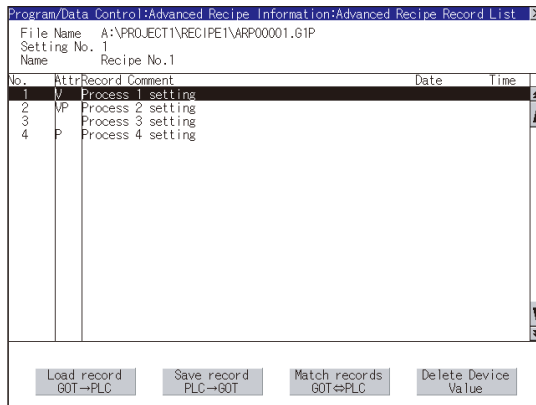 Program/Data Control:Advanced Recipe Information:Advanced Recipe Record List
File Name A:\PROJECT1\RECIPE1\ARP00001.G1P
Setting No. 1
Name Recipe No.1
No. Attr Record Comment Date Time
1 V Process 1 setting
2 VP Process 2 setting
3 Process 3 setting
4 P Process 4 setting
Load record Save record Match records Delete Device
GOT→PLC PLC→GOT GOT⇔PLC Value